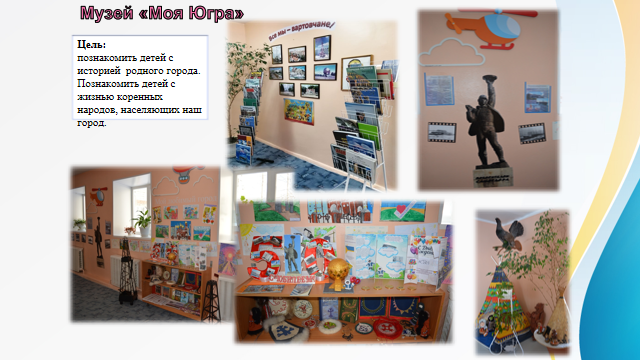 Музей «Моя Югра»
Цель:
познакомить детей с
историей родного города.
Познакомить детей с
жизнью коренных
народов, населяющих наш
город.
Все мы – вартовчане!